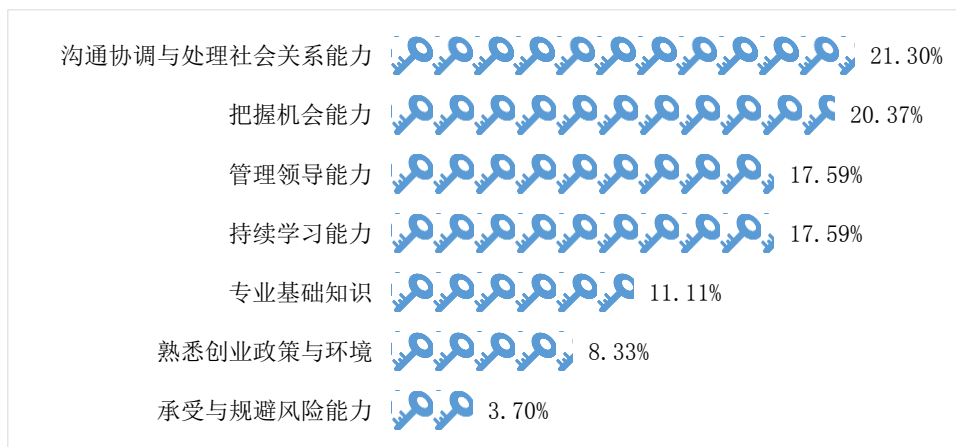 沟通协调与处理社会关系能力 21.30%
把握机会能力 20.37%
管理领导能力 17.59%
持续学习能力 17.59%
专业基础知识 11.11%
熟悉创业政策与环境 8.33%
承受与规避风险能力 3.70%